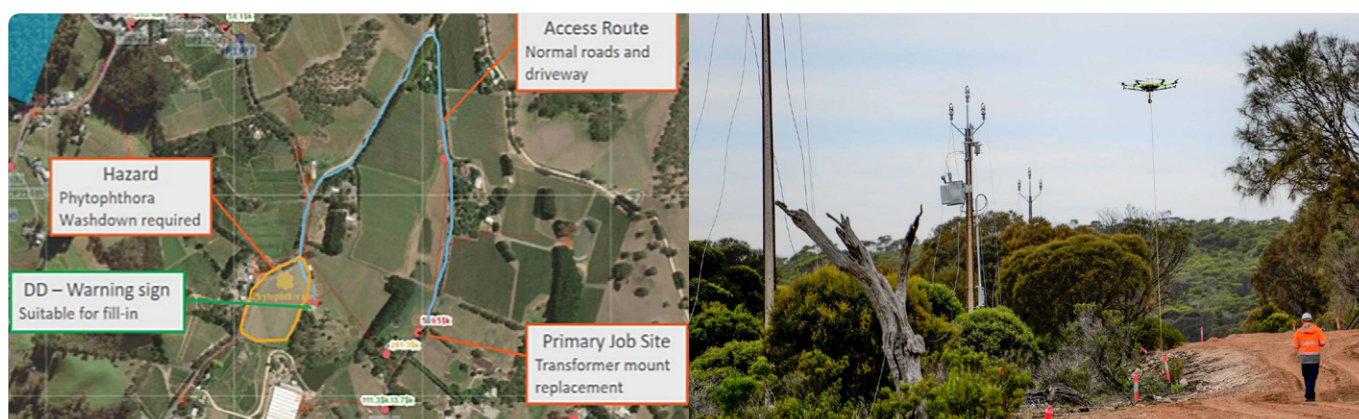 Access Route
Normal roads and
driveway
Hazard
Phytophthora
Washdown required
Phytophthora
DD – Warning sign
Suitable for fill-in
Primary Job Site
Transformer mount
replacement